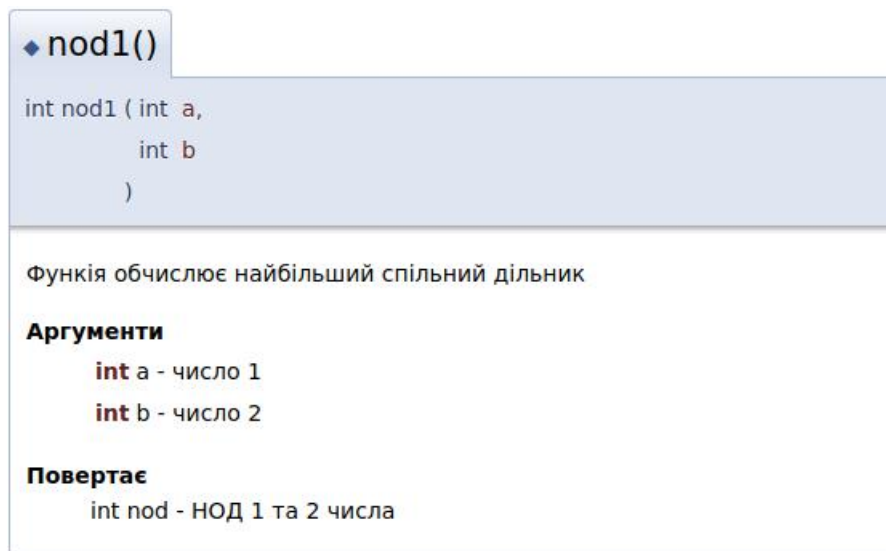 ◆ nod1()
int nod1 ( int a,
int b
)
Функія обчислює найбільший спільний дільник
Аргументи
int a - число 1
int b - число 2
Повертає
int nod - НОД 1 та 2 числа